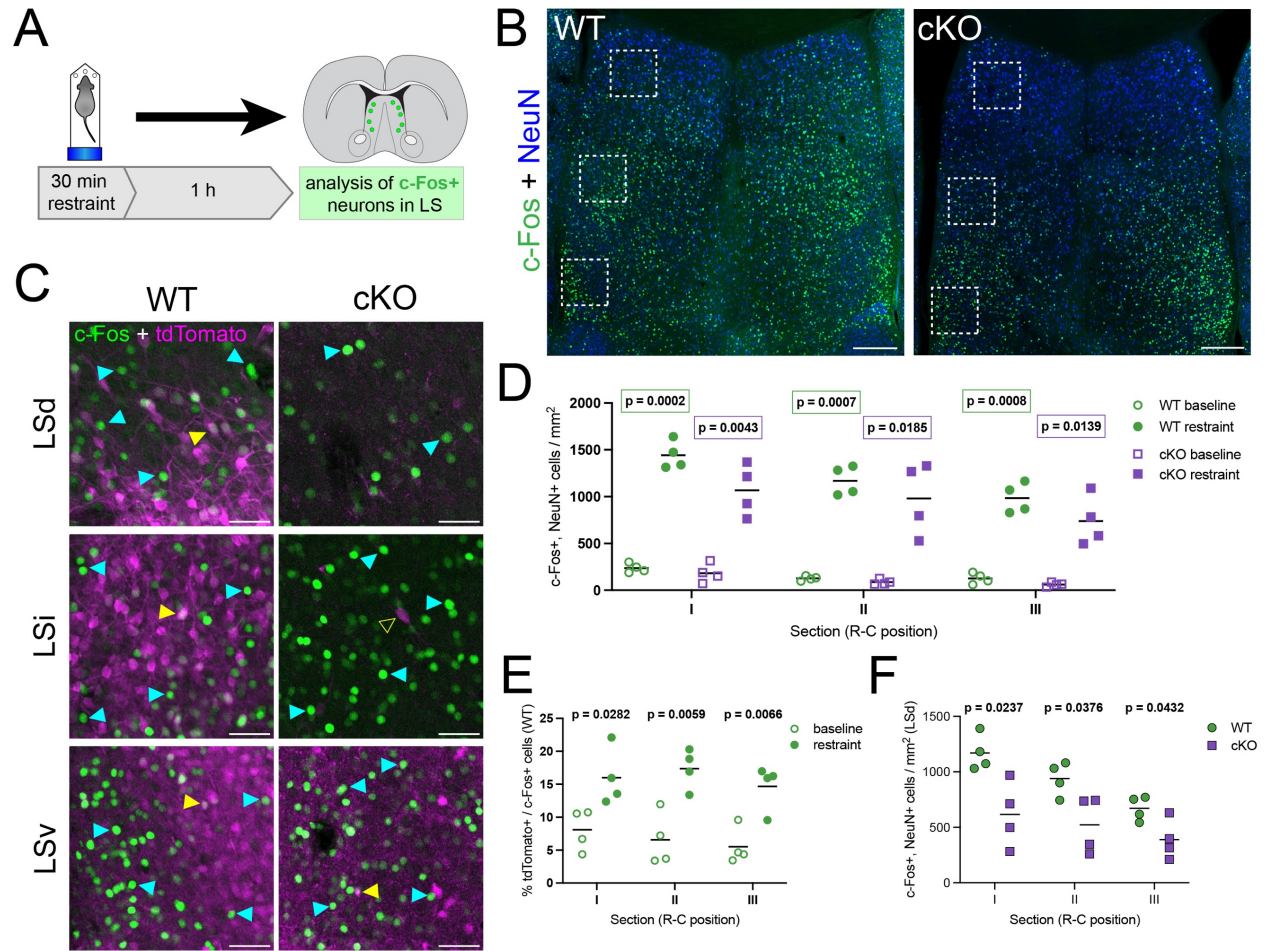 A
30 min
restraint
1 h
analysis of c-Fos+
neurons in LS
B
c-Fos + NeuN
WT
cKO
C
WT
cKO
c-Fos + tdTomato
LSd
LSi
LSv
D
c-Fos+, NeuN+ cells / mm²
2000
1500
1000
500
0
p = 0.0002
p = 0.0043
p = 0.0007
p = 0.0185
p = 0.0008
p = 0.0139
WT baseline
WT restraint
cKO baseline
cKO restraint
I
II
III
Section (R-C position)
E
% tdTomato+ / c-Fos+ cells (WT)
25
20
15
10
5
0
p = 0.0282
p = 0.0059
p = 0.0066
baseline
restraint
I
II
III
Section (R-C position)
F
c-Fos+, NeuN+ cells/mm² (LSd)
1500
1000
500
0
p = 0.0237
p = 0.0376
p = 0.0432
WT
cKO
I
II
III
Section (R-C position)